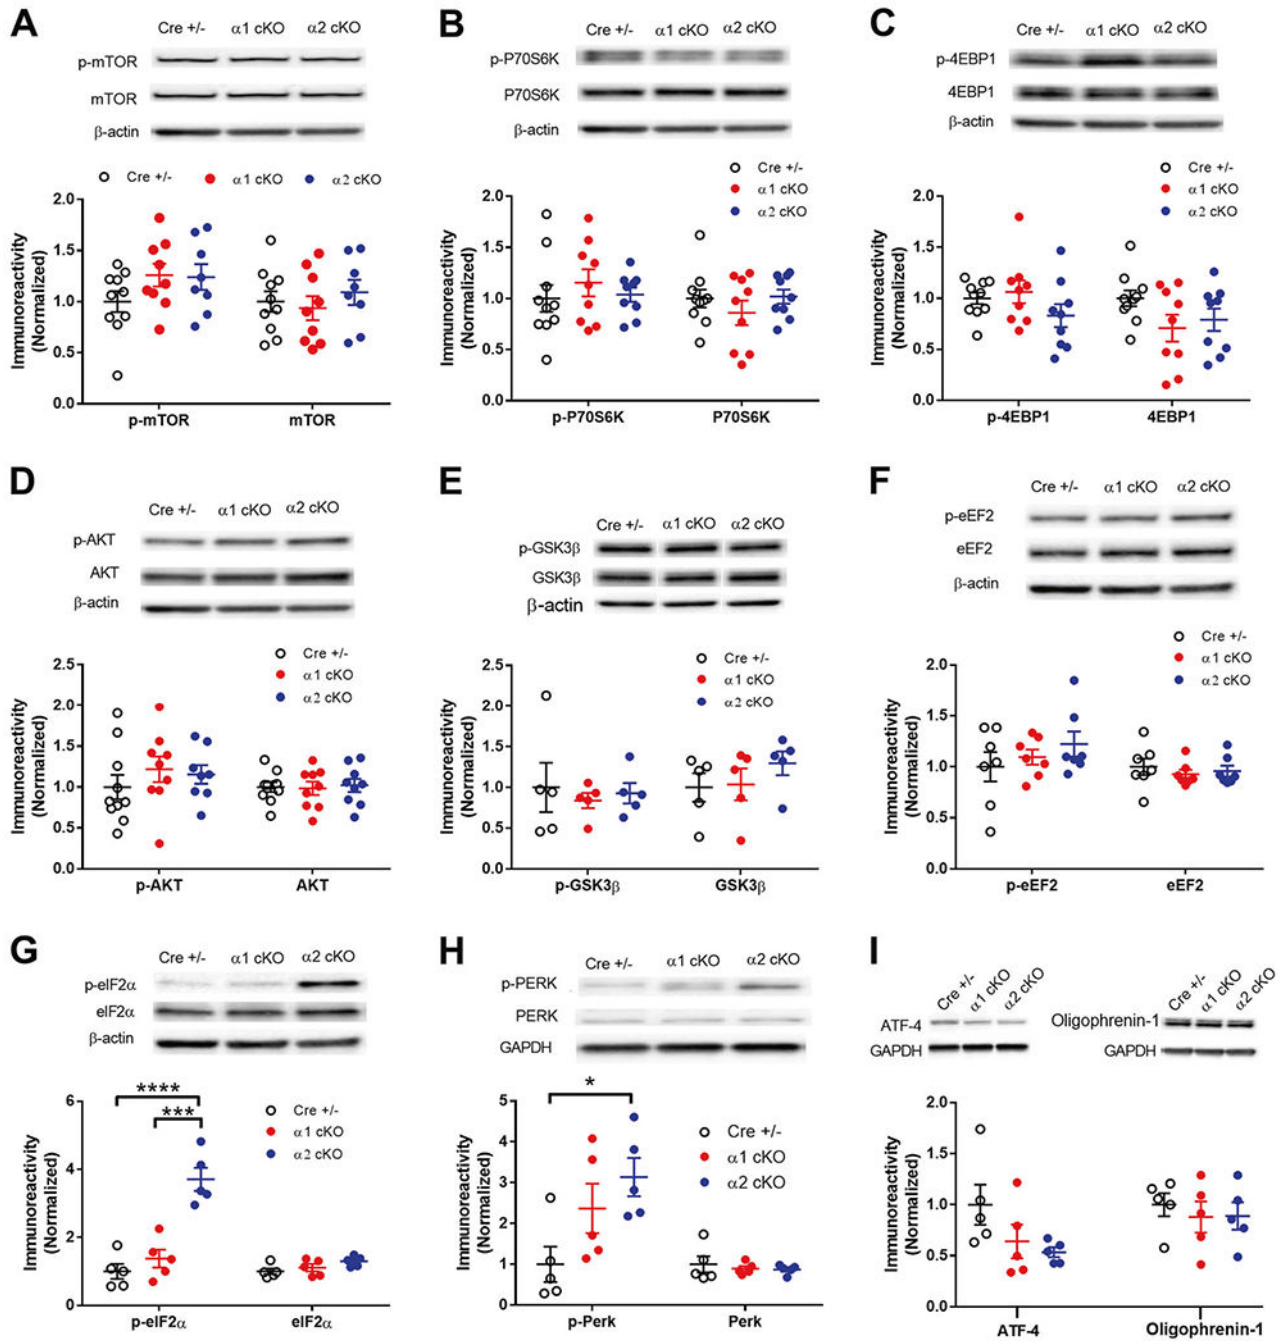 A
Cre +/- α1 cKO α2 cKO
p-mTOR
mTOR
β-actin
Cre +/- α1 cKO α2 cKO
Immunoreactivity
(Normalized)
2.0
1.5
1.0
0.5
0.0
p-mTOR mTOR
B
Cre +/- α1 cKO α2 cKO
p-P70S6K
P70S6K
β-actin
Cre +/-
α1 cKO
α2 cKO
Immunoreactivity
(Normalized)
2.0
1.5
1.0
0.5
0.0
p-P70S6K P70S6K
C
Cre +/- α1 cKO α2 cKO
p-4EBP1
4EBP1
β-actin
Cre +/-
α1 cKO
α2 cKO
Immunoreactivity
(Normalized)
2.0
1.5
1.0
0.5
0.0
p-4EBP1 4EBP1
D
Cre +/- α1 cKO α2 cKO
p-AKT
AKT
β-actin
Cre +/-
α1 cKO
α2 cKO
Immunoreactivity
(Normalized)
2.5
2.0
1.5
1.0
0.5
0.0
p-AKT AKT
E
Cre +/- α1 cKO α2 cKO
p-GSK3β
GSK3β
β-actin
Cre +/-
α1 cKO
α2 cKO
Immunoreactivity
(Normalized)
2.5
2.0
1.5
1.0
0.5
0.0
p-GSK3β GSK3β
F
Cre +/- α1 cKO α2 cKO
p-eEF2
eEF2
β-actin
Cre +/-
α1 cKO
α2 cKO
Immunoreactivity
(Normalized)
2.0
1.5
1.0
0.5
0.0
p-eEF2 eEF2
G
Cre +/- α1 cKO α2 cKO
p-eIF2α
eIF2α
β-actin
****
***
Cre +/-
α1 cKO
α2 cKO
Immunoreactivity
(Normalized)
6
4
2
0
p-eIF2α eIF2α
H
Cre +/- α1 cKO α2 cKO
p-PERK
PERK
GAPDH
*
Cre +/-
α1 cKO
α2 cKO
Immunoreactivity
(Normalized)
5
4
3
2
1
0
p-Perk Perk
I
Cre +/- α1 cKO α2 cKO
ATF-4
GAPDH
Cre +/- α1 cKO α2 cKO
Oligophrenin-1
GAPDH
Immunoreactivity
(Normalized)
2.0
1.5
1.0
0.5
0.0
ATF-4 Oligophrenin-1